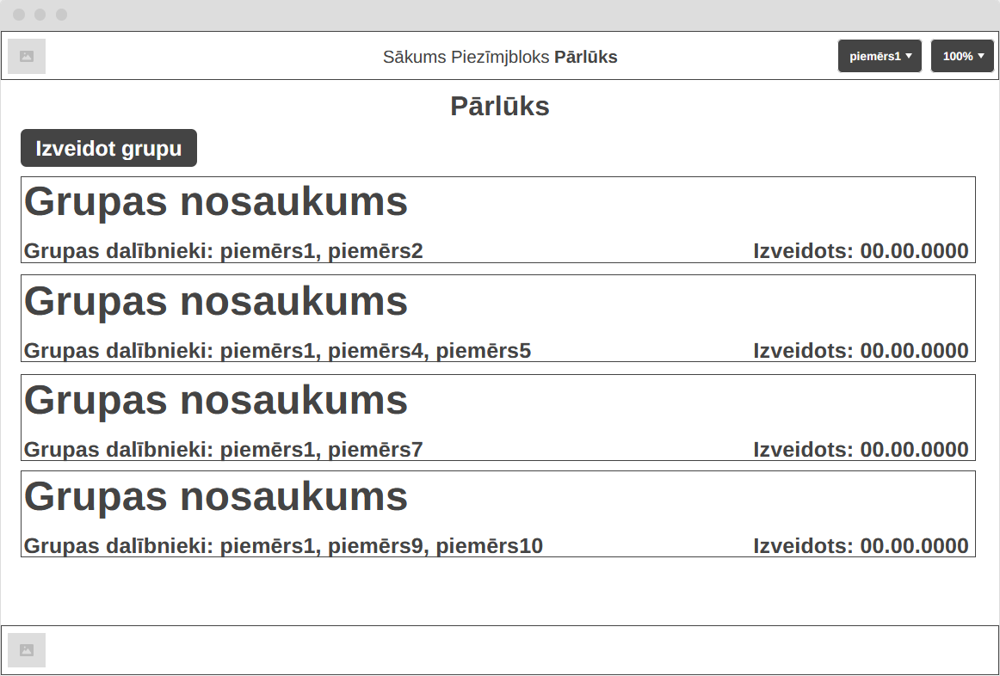 Sākums Piezīmjbloks Pārlūks
piemērs1
100%
Pārlūks
Izveidot grupu
Grupas nosaukums
Grupas dalībnieki: piemērs1, piemērs2
Izveidots: 00.00.0000
Grupas nosaukums
Grupas dalībnieki: piemērs1, piemērs4, piemērs5
Izveidots: 00.00.0000
Grupas nosaukums
Grupas dalībnieki: piemērs1, piemērs7
Izveidots: 00.00.0000
Grupas nosaukums
Grupas dalībnieki: piemērs1, piemērs9, piemērs10
Izveidots: 00.00.0000